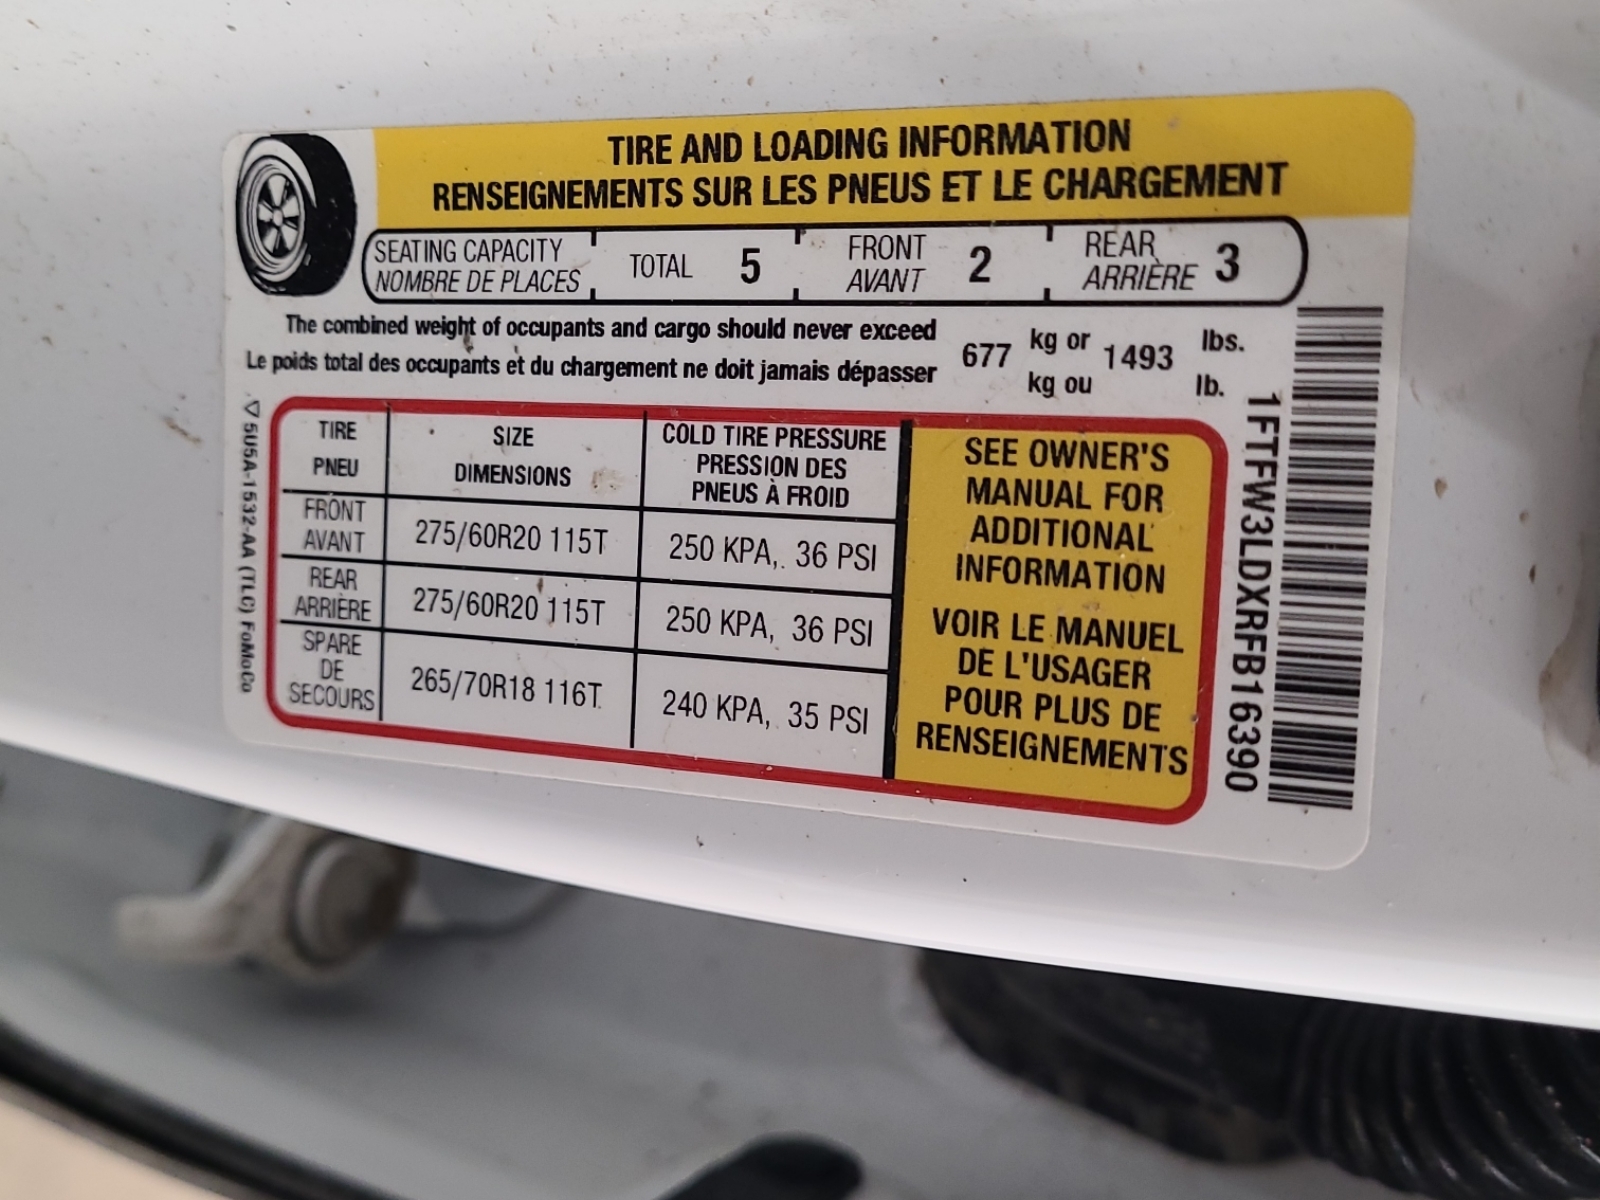 TIRE AND LOADING INFORMATION
RENSEIGNEMENTS SUR LES PNEUS ET LE CHARGEMENT
SEATING CAPACITY
NOMBRE DE PLACES
TOTAL 5
FRONT
AVANT
2
REAR
ARRIÈRE
3
The combined weight of occupants and cargo should never exceed
Le poids total des occupants et du chargement ne doit jamais dépasser
677
kg or
kg ou
1493
lbs.
lb.
TIRE
PNEU
SIZE
DIMENSIONS
COLD TIRE PRESSURE
PRESSION DES
PNEUS À FROID
FRONT
AVANT
275/60R20 115T
250 KPA, 36 PSI
REAR
ARRIÈRE
275/60R20 115T
250 KPA, 36 PSI
SPARE
DE
SECOURS
265/70R18 116T
240 KPA, 35 PSI
SEE OWNER'S
MANUAL FOR
ADDITIONAL
INFORMATION
VOIR LE MANUEL
DE L'USAGER
POUR PLUS DE
RENSEIGNEMENTS
1FTFW3LDXRFB16390
5U5A-1532-AA (TLC) FoMoCo